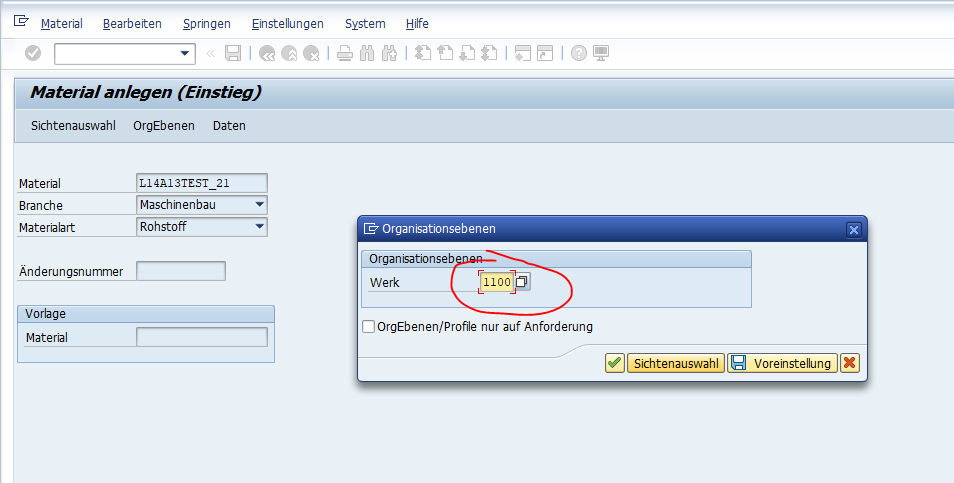 Material Bearbeiten Springen Einstellungen System Hilfe
Material anlegen (Einstieg)
Sichtenauswahl OrgEbenen Daten
Material L14A13TEST_21
Branche Maschinenbau
Materialart Rohstoff
Änderungsnummer
Vorlage
Material
Organisationsebenen
Organisationsebenen
Werk 1100
OrgEbenen/Profile nur auf Anforderung
Sichtenauswahl Voreinstellung